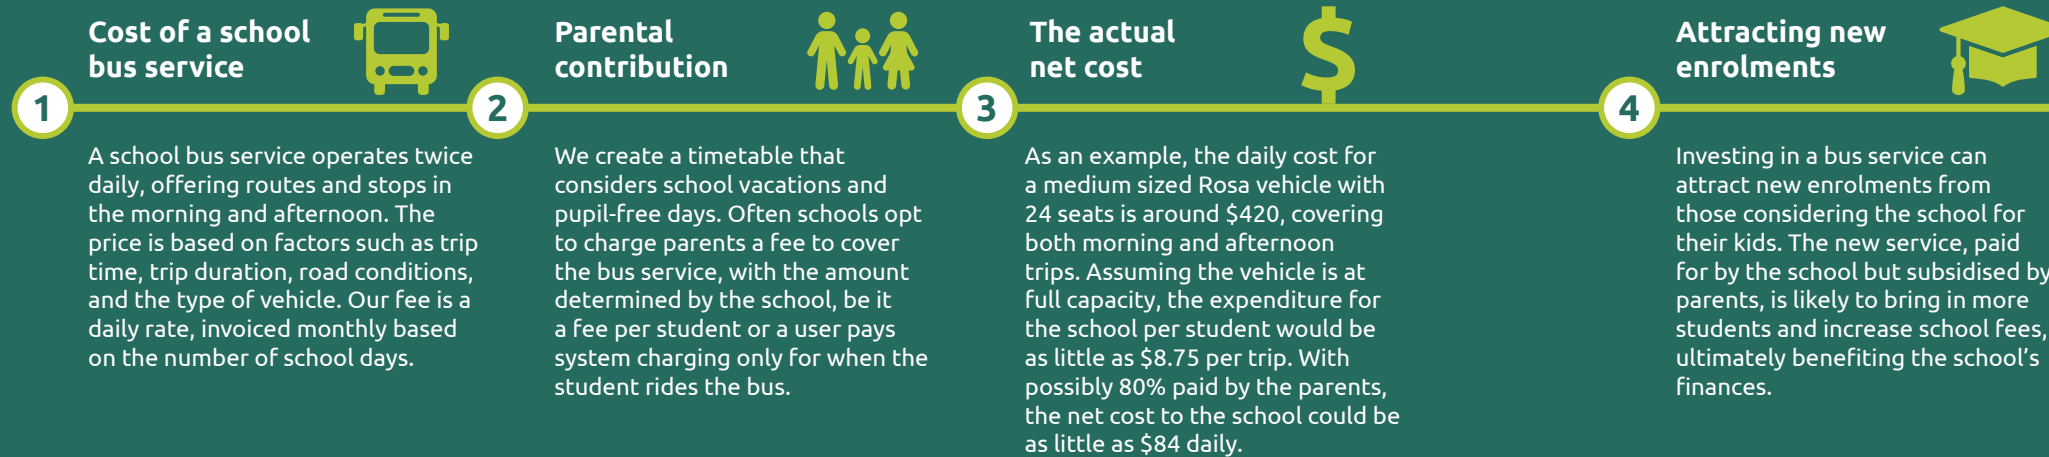 Cost of a school
bus service
1
A school bus service operates twice
daily, offering routes and stops in
the morning and afternoon. The
price is based on factors such as trip
time, trip duration, road conditions,
and the type of vehicle. Our fee is a
daily rate, invoiced monthly based
on the number of school days.
Parental
contribution
2
We create a timetable that
considers school vacations and
pupil-free days. Often schools opt
to charge parents a fee to cover
the bus service, with the amount
determined by the school, be it
a fee per student or a user pays
system charging only for when the
student rides the bus.
The actual
net cost
$
3
As an example, the daily cost for
a medium sized Rosa vehicle with
24 seats is around $420, covering
both morning and afternoon
trips. Assuming the vehicle is at
full capacity, the expenditure for
the school per student would be
as little as $8.75 per trip. With
possibly 80% paid by the parents,
the net cost to the school could be
as little as $84 daily.
Attracting new
enrolments
4
Investing in a bus service can
attract new enrolments from
those considering the school for
their kids. The new service, paid
for by the school but subsidised by
parents, is likely to bring in more
students and increase school fees,
ultimately benefiting the school's
finances.